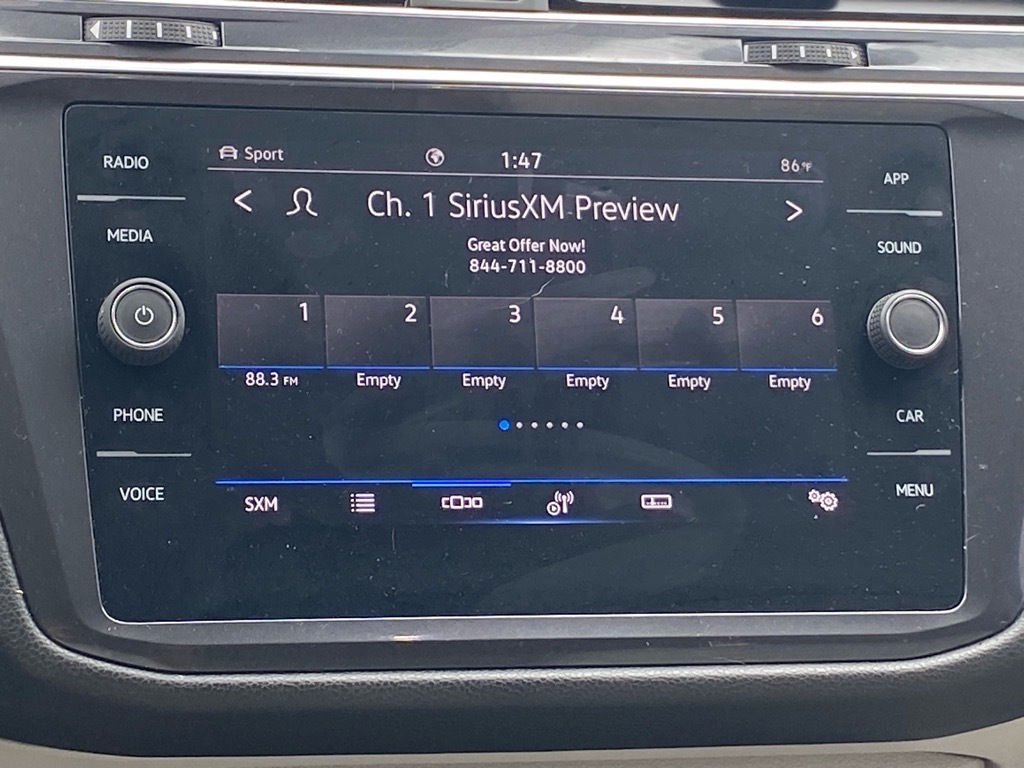 RADIO
MEDIA
PHONE
VOICE
Sport
1:47
86°F
< Ch. 1 SiriusXM Preview >
Great Offer Now!
844-711-8800
1 2 3 4 5 6
88.3 FM Empty Empty Empty Empty Empty
SXM
APP
SOUND
CAR
MENU